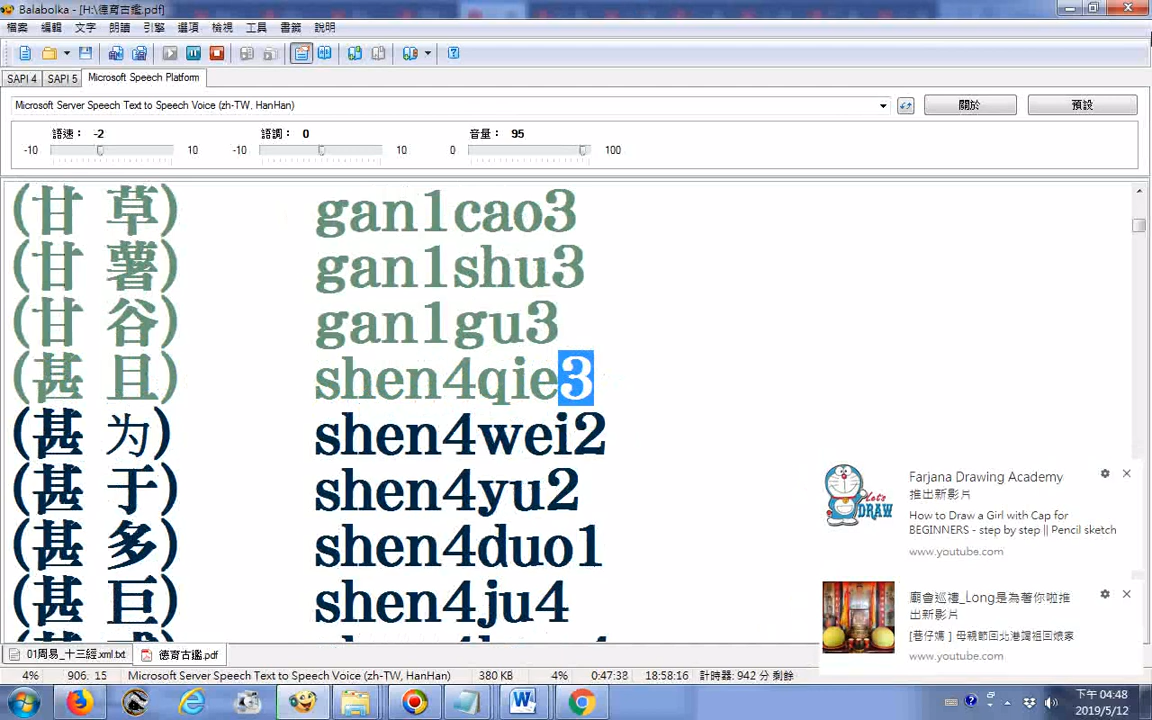 Balabolka - [H:\德育古鑑.pdf]
檔案 編輯 文字 朗讀 引擎 選項 檢視 工具 書籤 說明
SAPI 4 SAPI 5 Microsoft Speech Platform
Microsoft Server Speech Text to Speech Voice (zh-TW, HanHan) 關於 預設
語速： -2 語調： 0 音量： 95
-10 10 -10 10 0 100
(甘 草) gan1cao3
(甘 薯) gan1shu3
(甘 谷) gan1gu3
(甚 且) shen4qie3
(甚 为) shen4wei2
(甚 于) shen4yu2
(甚 多) shen4duo1
(甚 巨) shen4ju4
Farjana Drawing Academy
推出新影片
How to Draw a Girl with Cap for
BEGINNERS - step by step || Pencil sketch
www.youtube.com
Let's
DRAW
廟會巡禮_Long是為著你啦推
出新影片
[巷仔媽 ] 母親節回北港謁祖回娘家
www.youtube.com
01周易_十三經.xml.txt 德育古鑑.pdf
4% 906. 15 Microsoft Server Speech Text to Speech Voice (zh-TW, HanHan) 380 KB 4% 0:47:38 18:58:16 計時器: 942 分 剩餘
下午 04:48
2019/5/12